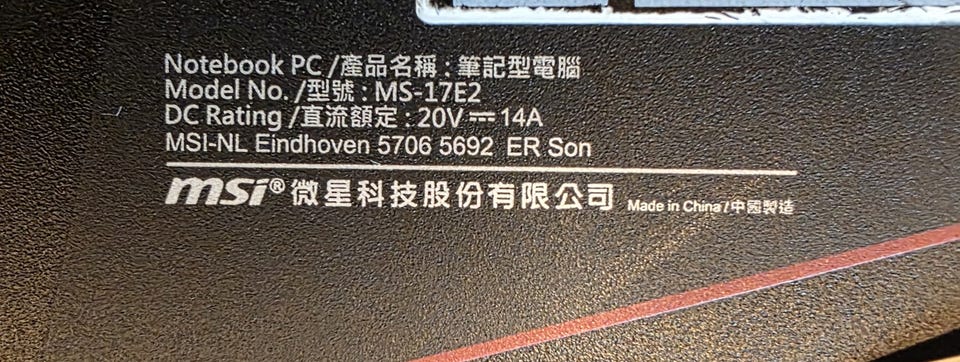 Notebook PC /產品名稱 : 筆記型電腦
Model No. /型號 : MS-17E2
DC Rating /直流額定 : 20V ⎓ 14A
MSI-NL Eindhoven 5706 5692 ER Son
msi® 微星科技股份有限公司 Made in China / 中國製造